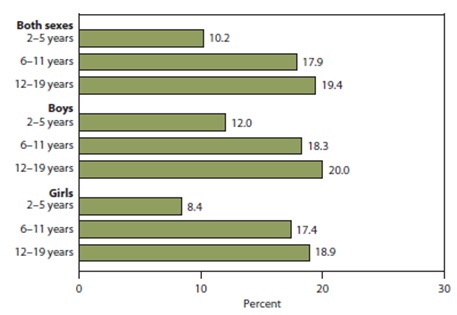 Both sexes
2–5 years 10.2
6–11 years 17.9
12–19 years 19.4
Boys
2–5 years 12.0
6–11 years 18.3
12–19 years 20.0
Girls
2–5 years 8.4
6–11 years 17.4
12–19 years 18.9
0 10 20 30
Percent